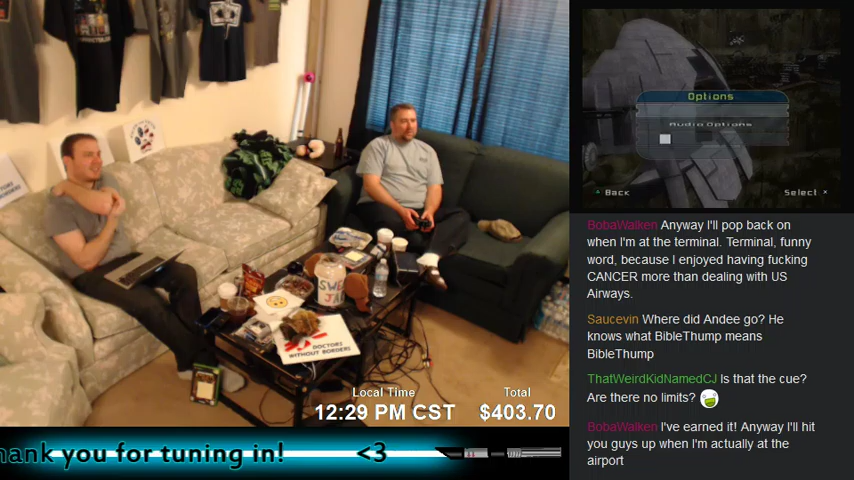 DOCTORS
WITHOUT BORDERS
Local Time
Total
12:29 PM CST
$403.70
hank you for tuning in!
<3
Options
Audio Options
Back
Select
BobaWalken Anyway I'll pop back on
when I'm at the terminal. Terminal, funny
word, because I enjoyed having fucking
CANCER more than dealing with US
Airways.
Saucevin Where did Andee go? He
knows what BibleThump means
BibleThump
ThatWeirdKidNamedCJ Is that the cue?
Are there no limits?
BobaWalken I've earned it! Anyway I'll hit
you guys up when I'm actually at the
airport